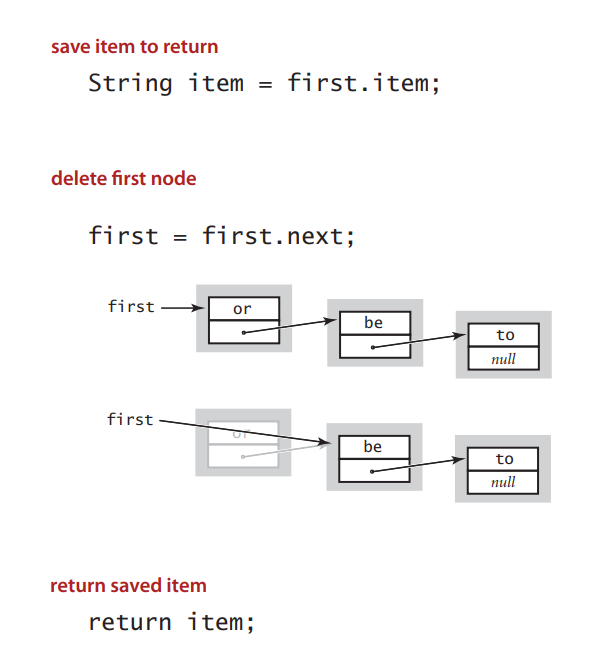 save item to return
String item = first.item;
delete first node
first = first.next;
first
or
be
to
null
first
or
be
to
null
return saved item
return item;